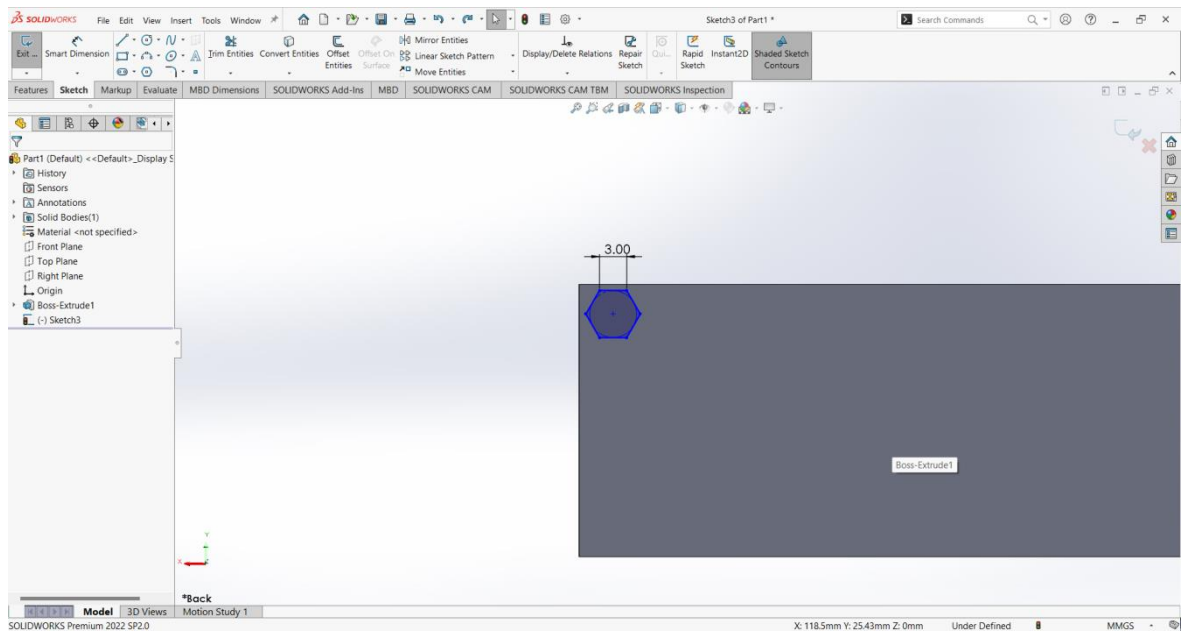 SOLIDWORKS File Edit View Insert Tools Window Sketch3 of Part1 * Search Commands
Exit ... Smart Dimension Trim Entities Convert Entities Offset Entities Offset On Surface Mirror Entities Linear Sketch Pattern Move Entities Display/Delete Relations Repair Sketch Qui... Rapid Sketch Instant2D Shaded Sketch Contours
Features Sketch Markup Evaluate MBD Dimensions SOLIDWORKS Add-Ins MBD SOLIDWORKS CAM SOLIDWORKS CAM TBM SOLIDWORKS Inspection
Part1 (Default) <<Default>_Display S
History
Sensors
Annotations
Solid Bodies(1)
Material <not specified>
Front Plane
Top Plane
Right Plane
Origin
Boss-Extrude1
(-) Sketch3
3.00
Boss-Extrude1
Y
X
*Back
Model 3D Views Motion Study 1
SOLIDWORKS Premium 2022 SP2.0 X: 118.5mm Y: 25.43mm Z: 0mm Under Defined MMGS